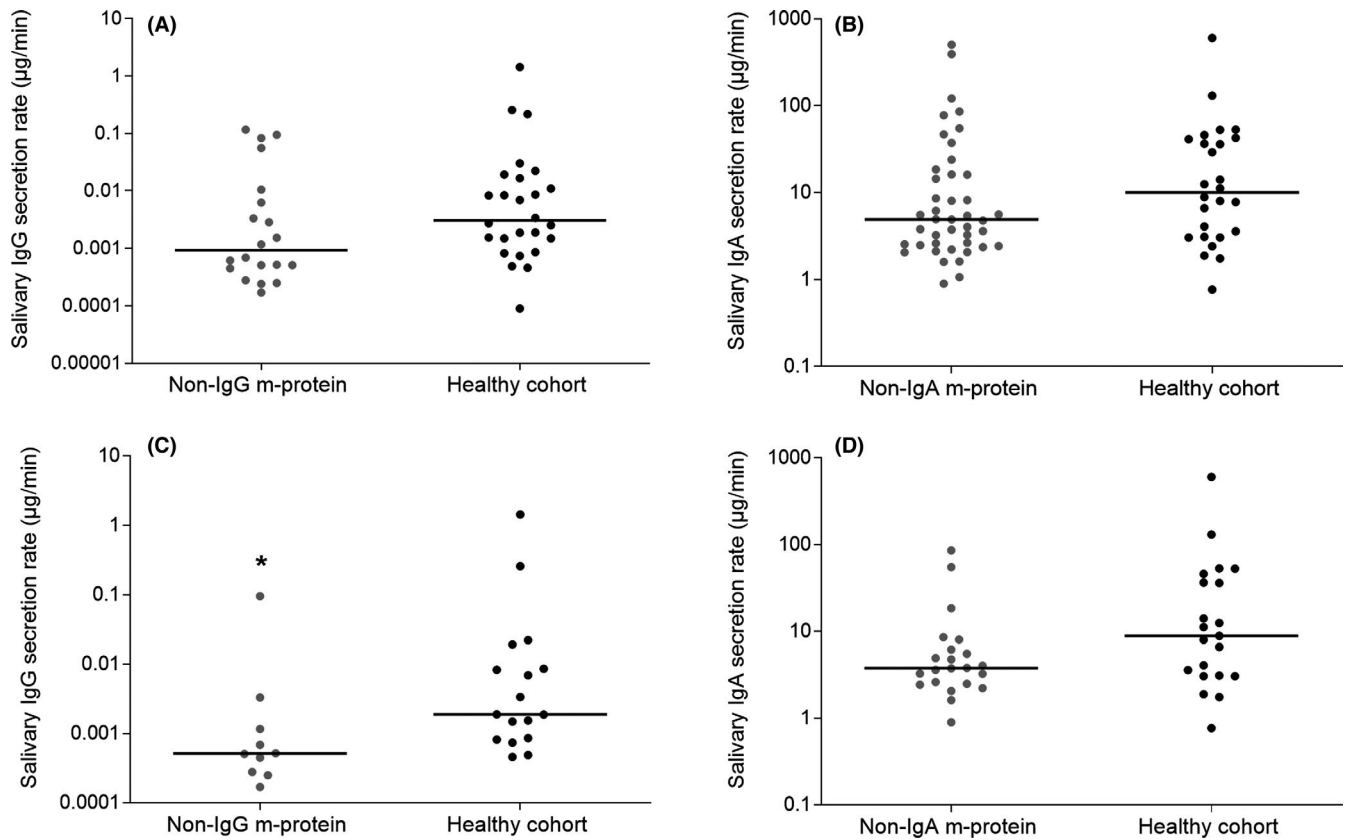 (A)
Salivary IgG secretion rate (µg/min)
10
1
0.1
0.01
0.001
0.0001
0.00001
Non-IgG m-protein
Healthy cohort
(B)
Salivary IgA secretion rate (µg/min)
1000
100
10
1
0.1
Non-IgA m-protein
Healthy cohort
(C)
Salivary IgG secretion rate (µg/min)
10
1
0.1
0.01
0.001
0.0001
*
Non-IgG m-protein
Healthy cohort
(D)
Salivary IgA secretion rate (µg/min)
1000
100
10
1
0.1
Non-IgA m-protein
Healthy cohort